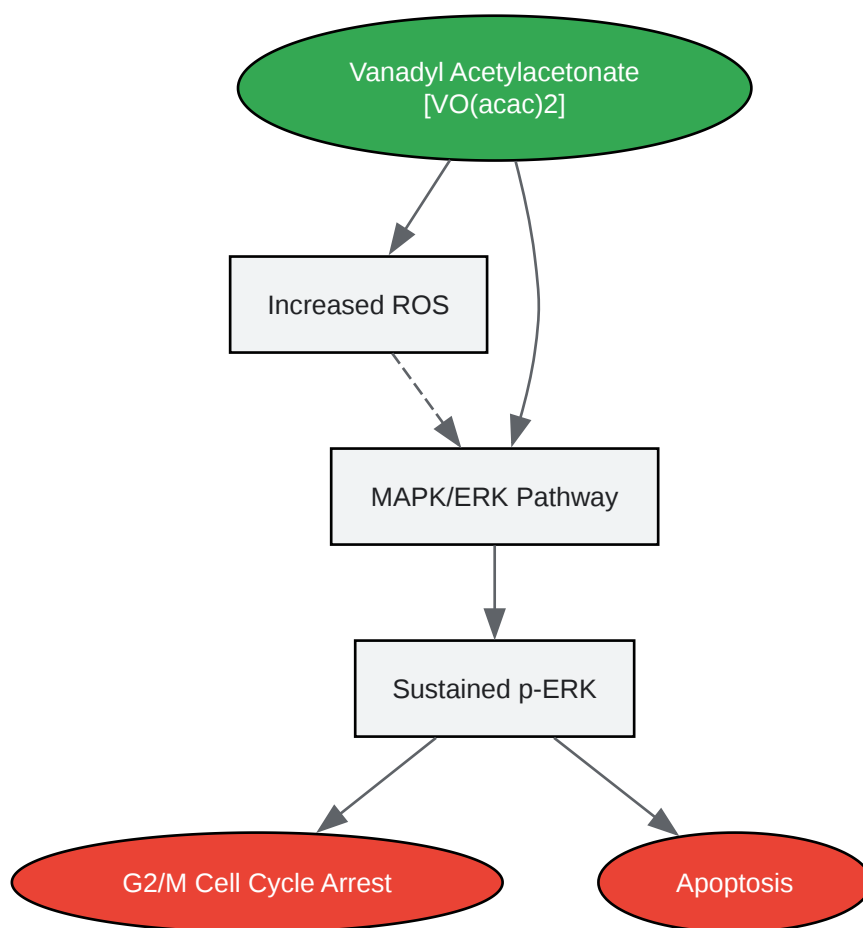 Vanadyl Acetylacetonate
[VO(acac)2]
Increased ROS
MAPK/ERK Pathway
Sustained p-ERK
G2/M Cell Cycle Arrest
Apoptosis